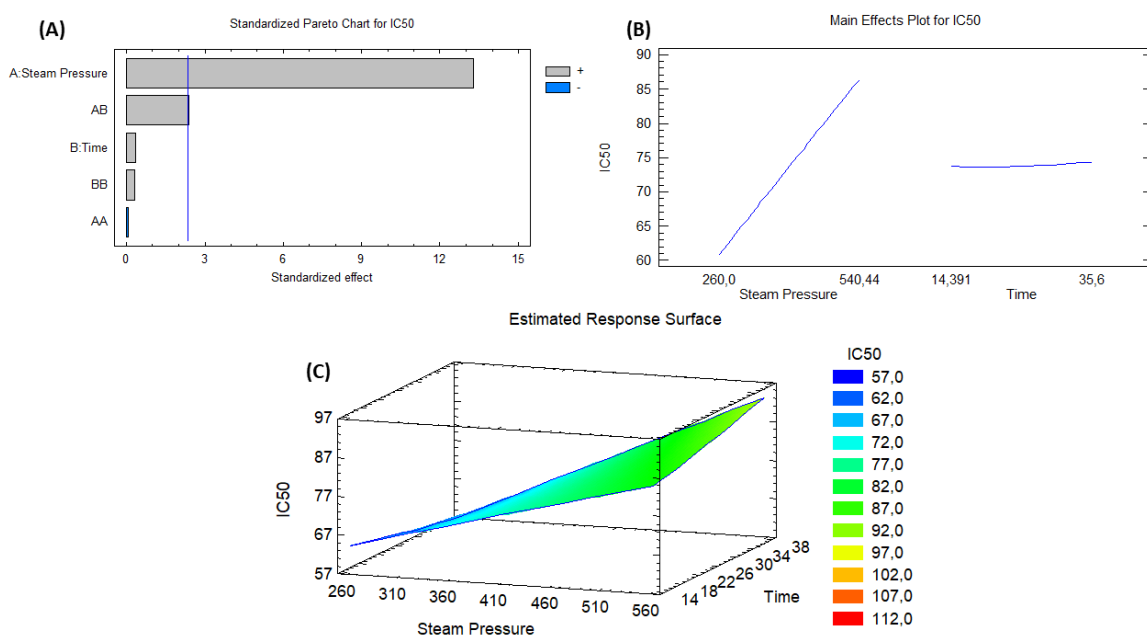 (A)
Standardized Pareto Chart for IC50
A:Steam Pressure
AB
B:Time
BB
AA
0 3 6 9 12 15
Standardized effect
+
-
(B)
Main Effects Plot for IC50
IC50
90
85
80
75
70
65
60
260,0 540,44 14,391 35,6
Steam Pressure Time
Estimated Response Surface
(C)
IC50
97
87
77
67
57
260 310 360 410 460 510 560
Steam Pressure
14 18 22 26 30 34 38
Time
IC50
57,0
62,0
67,0
72,0
77,0
82,0
87,0
92,0
97,0
102,0
107,0
112,0